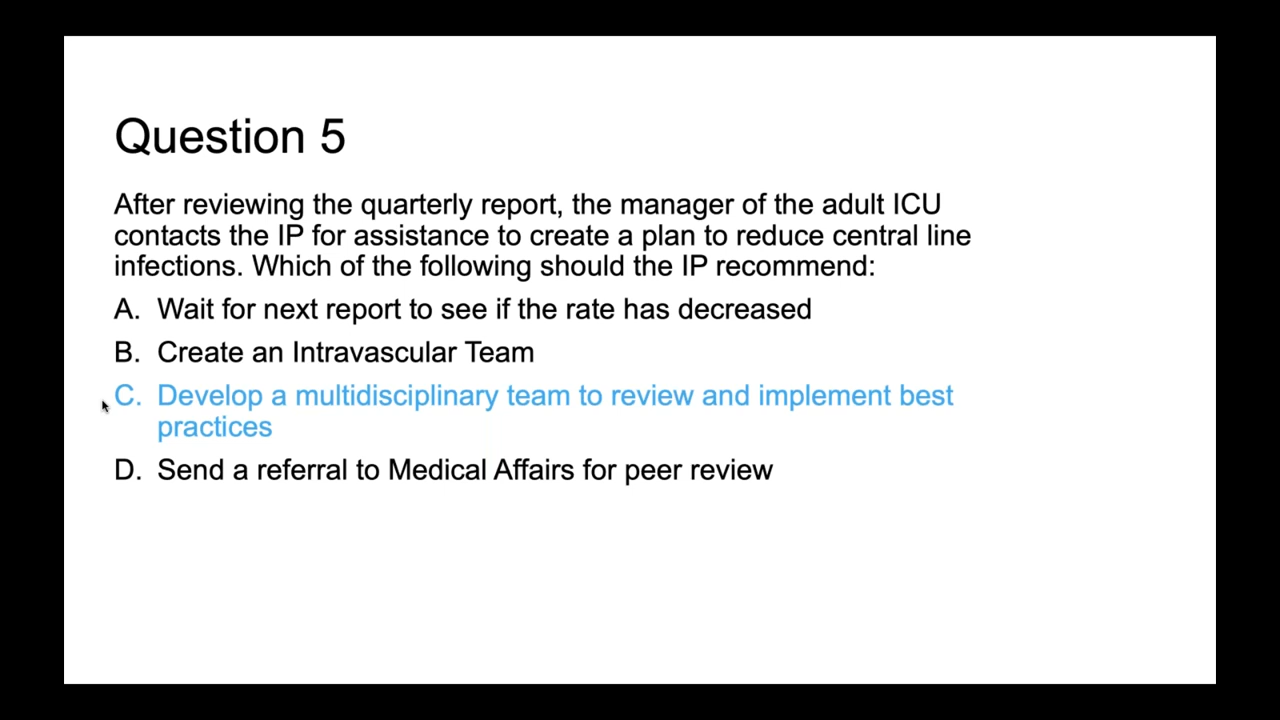 Question 5
After reviewing the quarterly report, the manager of the adult ICU
contacts the IP for assistance to create a plan to reduce central line
infections. Which of the following should the IP recommend:
A. Wait for next report to see if the rate has decreased
B. Create an Intravascular Team
C. Develop a multidisciplinary team to review and implement best
practices
D. Send a referral to Medical Affairs for peer review